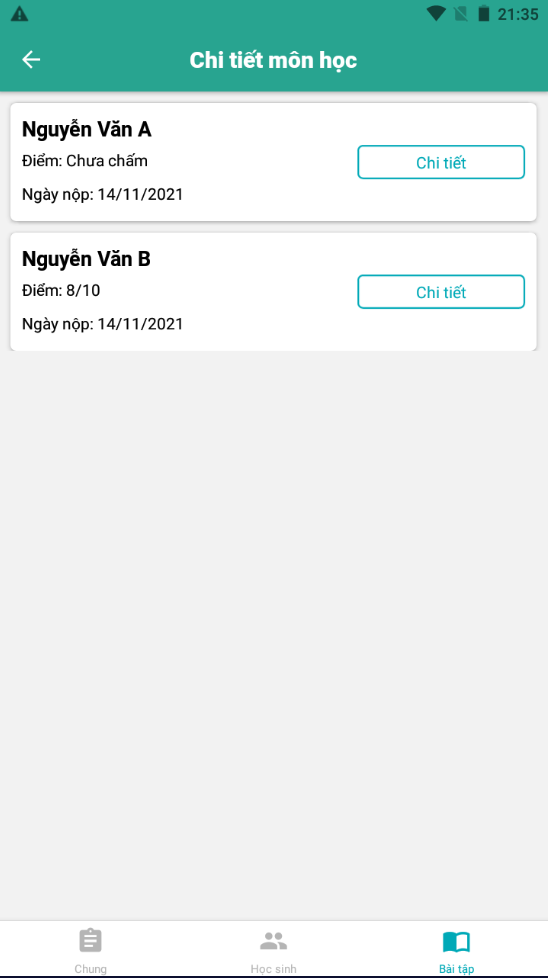 21:35
Chi tiết môn học
Nguyễn Văn A
Điểm: Chưa chấm
Chi tiết
Ngày nộp: 14/11/2021
Nguyễn Văn B
Điểm: 8/10
Chi tiết
Ngày nộp: 14/11/2021
Chung
Học sinh
Bài tập